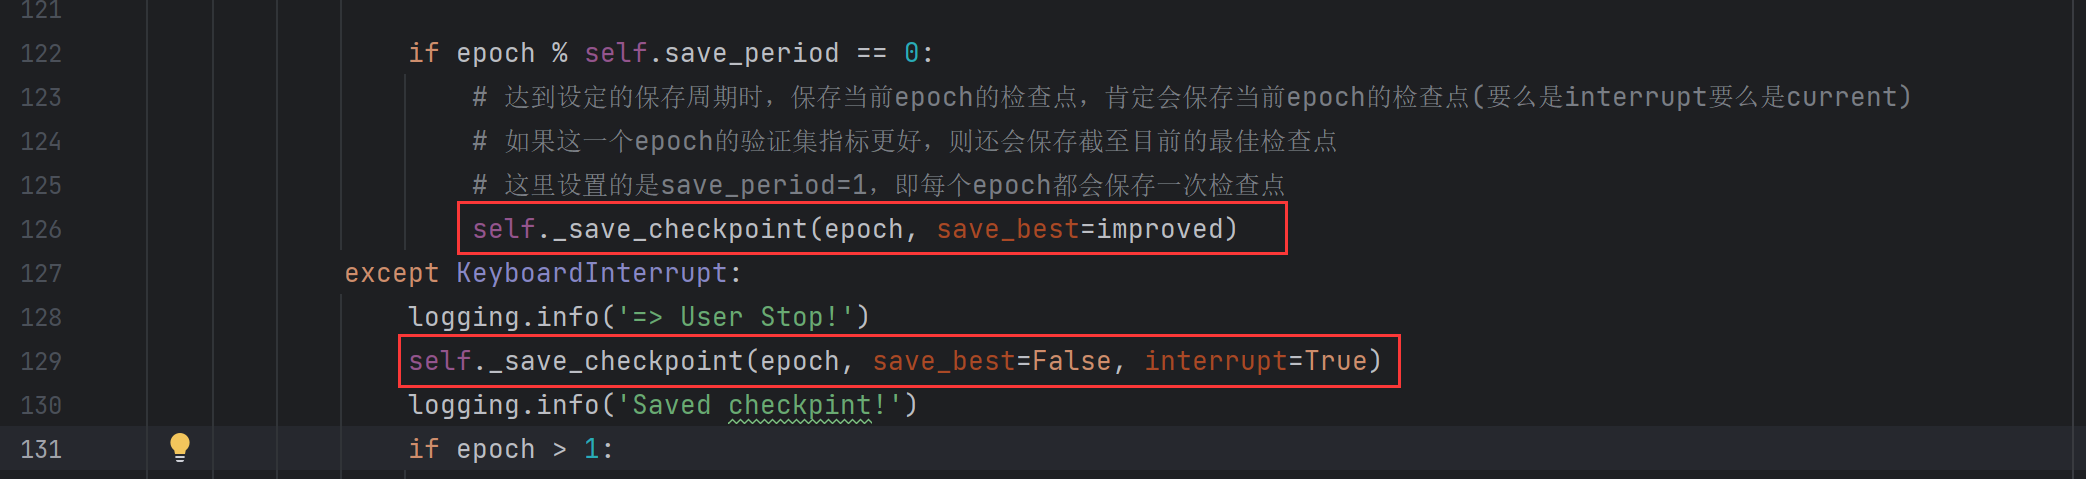 121
122 if epoch % self.save_period == 0:
123 # 达到设定的保存周期时，保存当前epoch的检查点，肯定会保存当前epoch的检查点(要么是interrupt要么是current)
124 # 如果这一个epoch的验证集指标更好，则还会保存截至目前的最佳检查点
125 # 这里设置的是save_period=1，即每个epoch都会保存一次检查点
126 self._save_checkpoint(epoch, save_best=improved)
127 except KeyboardInterrupt:
128 logging.info('=> User Stop!')
129 self._save_checkpoint(epoch, save_best=False, interrupt=True)
130 logging.info('Saved checkpint!')
131 if epoch > 1: